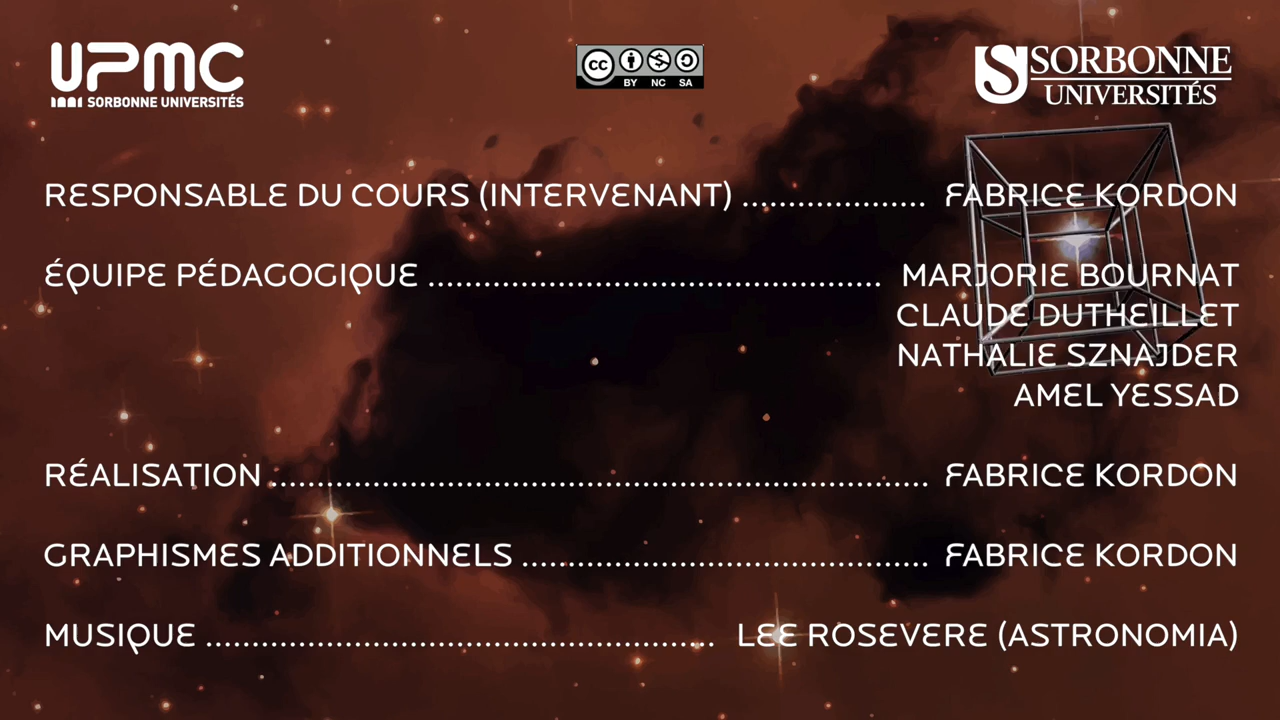 UPMC
SORBONNE UNIVERSITÉS
cc
BY NC SA
SORBONNE
UNIVERSITÉS
RESPONSABLE DU COURS (INTERVENANT) .................... FABRICE KORDON
ÉQUIPE PÉDAGOGIQUE ................................................. MARJORIE BOURNAT
CLAUDE DUTHEILLET
NATHALIE SZNAJDER
AMEL YESSAD
RÉALISATION ....................................................................... FABRICE KORDON
GRAPHISMES ADDITIONNELS ............................................ FABRICE KORDON
MUSIQUE ....................................................... LEE ROSEVERE (ASTRONOMIA)